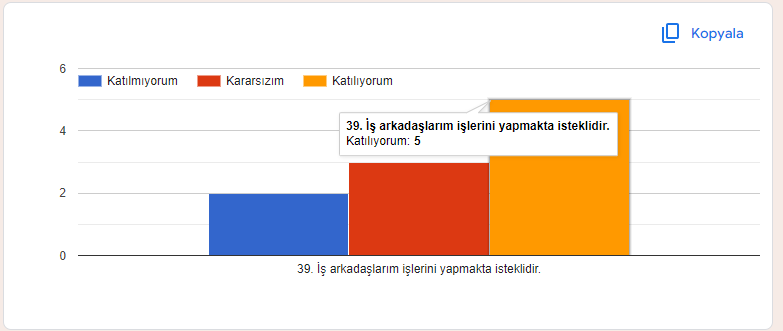 Kopyala
6
Katılmıyorum Kararsızım Katılıyorum
39. İş arkadaşlarım işlerini yapmakta isteklidir.
Katılıyorum: 5
4
2
0
39. İş arkadaşlarım işlerini yapmakta isteklidir.